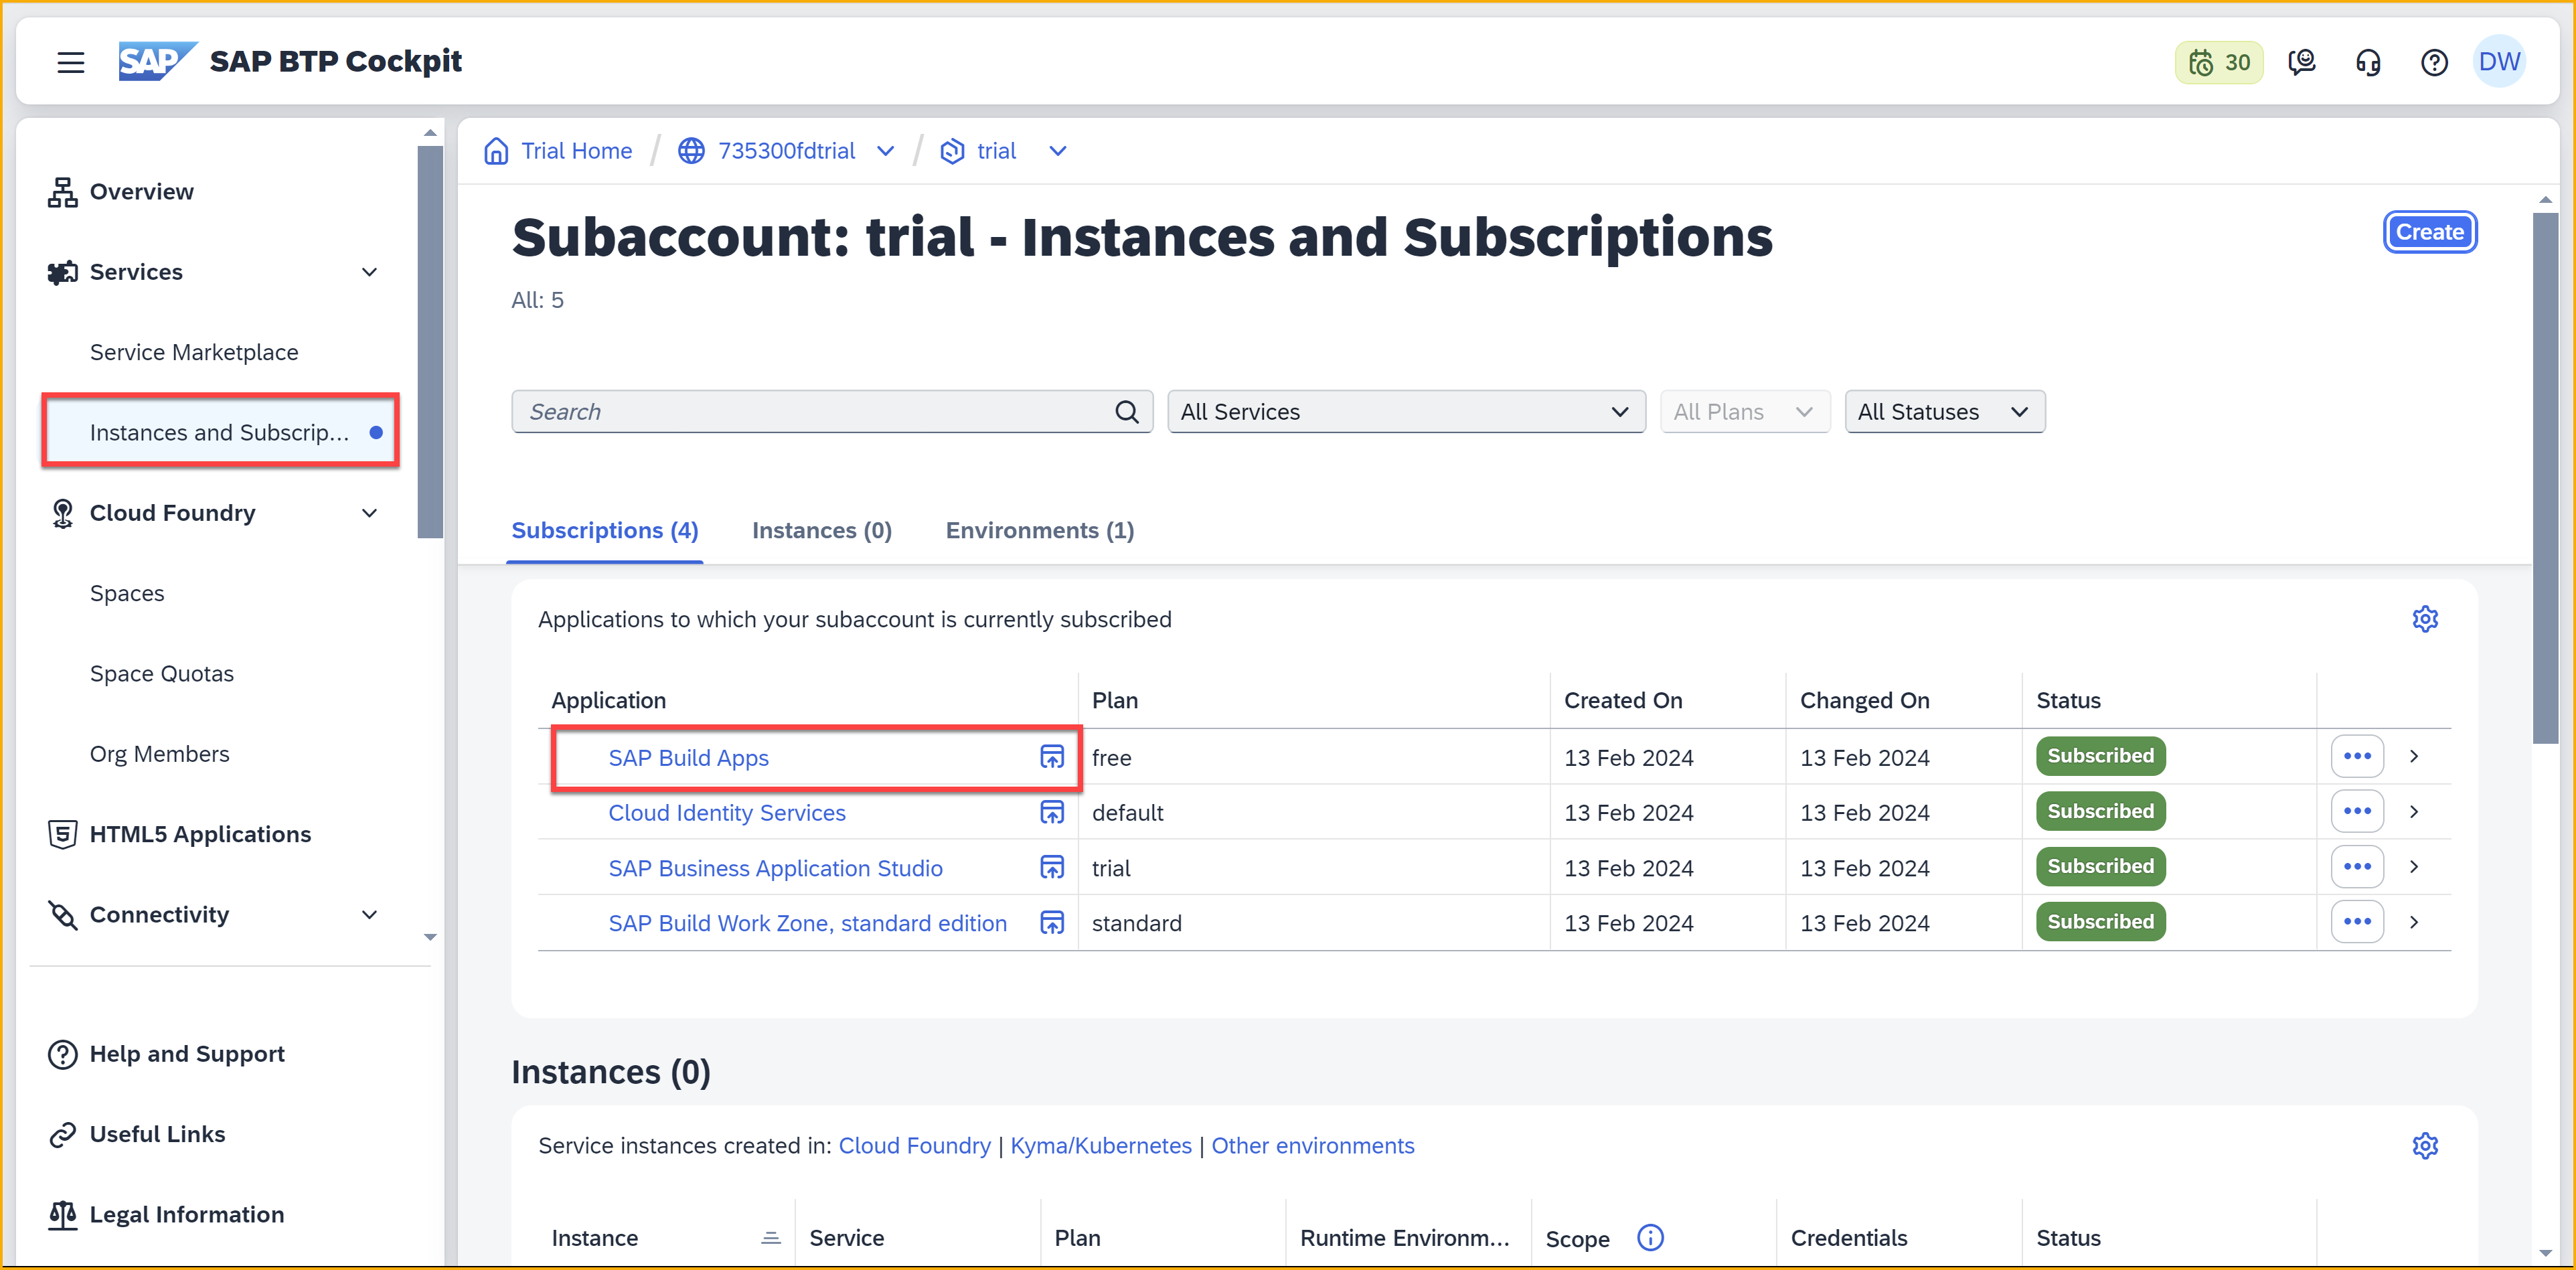 SAP SAP BTP Cockpit
30
DW
Overview
Services
Service Marketplace
Instances and Subscrip...
Cloud Foundry
Spaces
Space Quotas
Org Members
HTML5 Applications
Connectivity
Help and Support
Useful Links
Legal Information
Trial Home / 735300fdtrial / trial
Subaccount: trial - Instances and Subscriptions
Create
All: 5
Search
All Services
All Plans
All Statuses
Subscriptions (4) Instances (0) Environments (1)
Applications to which your subaccount is currently subscribed
Application Plan Created On Changed On Status
SAP Build Apps free 13 Feb 2024 13 Feb 2024 Subscribed
Cloud Identity Services default 13 Feb 2024 13 Feb 2024 Subscribed
SAP Business Application Studio trial 13 Feb 2024 13 Feb 2024 Subscribed
SAP Build Work Zone, standard edition standard 13 Feb 2024 13 Feb 2024 Subscribed
Instances (0)
Service instances created in: Cloud Foundry | Kyma/Kubernetes | Other environments
Instance Service Plan Runtime Environm... Scope Credentials Status